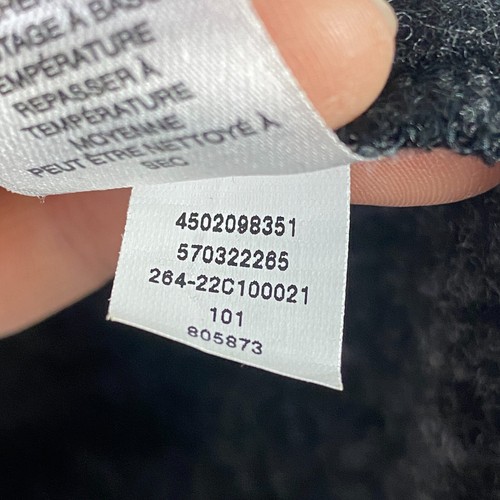 TEMPÉRATURE
REPASSER À
TEMPÉRATURE
MOYENNE
PEUT ÊTRE NETTOYÉ À
SEC
4502098351
570322265
264-22C100021
101
805873